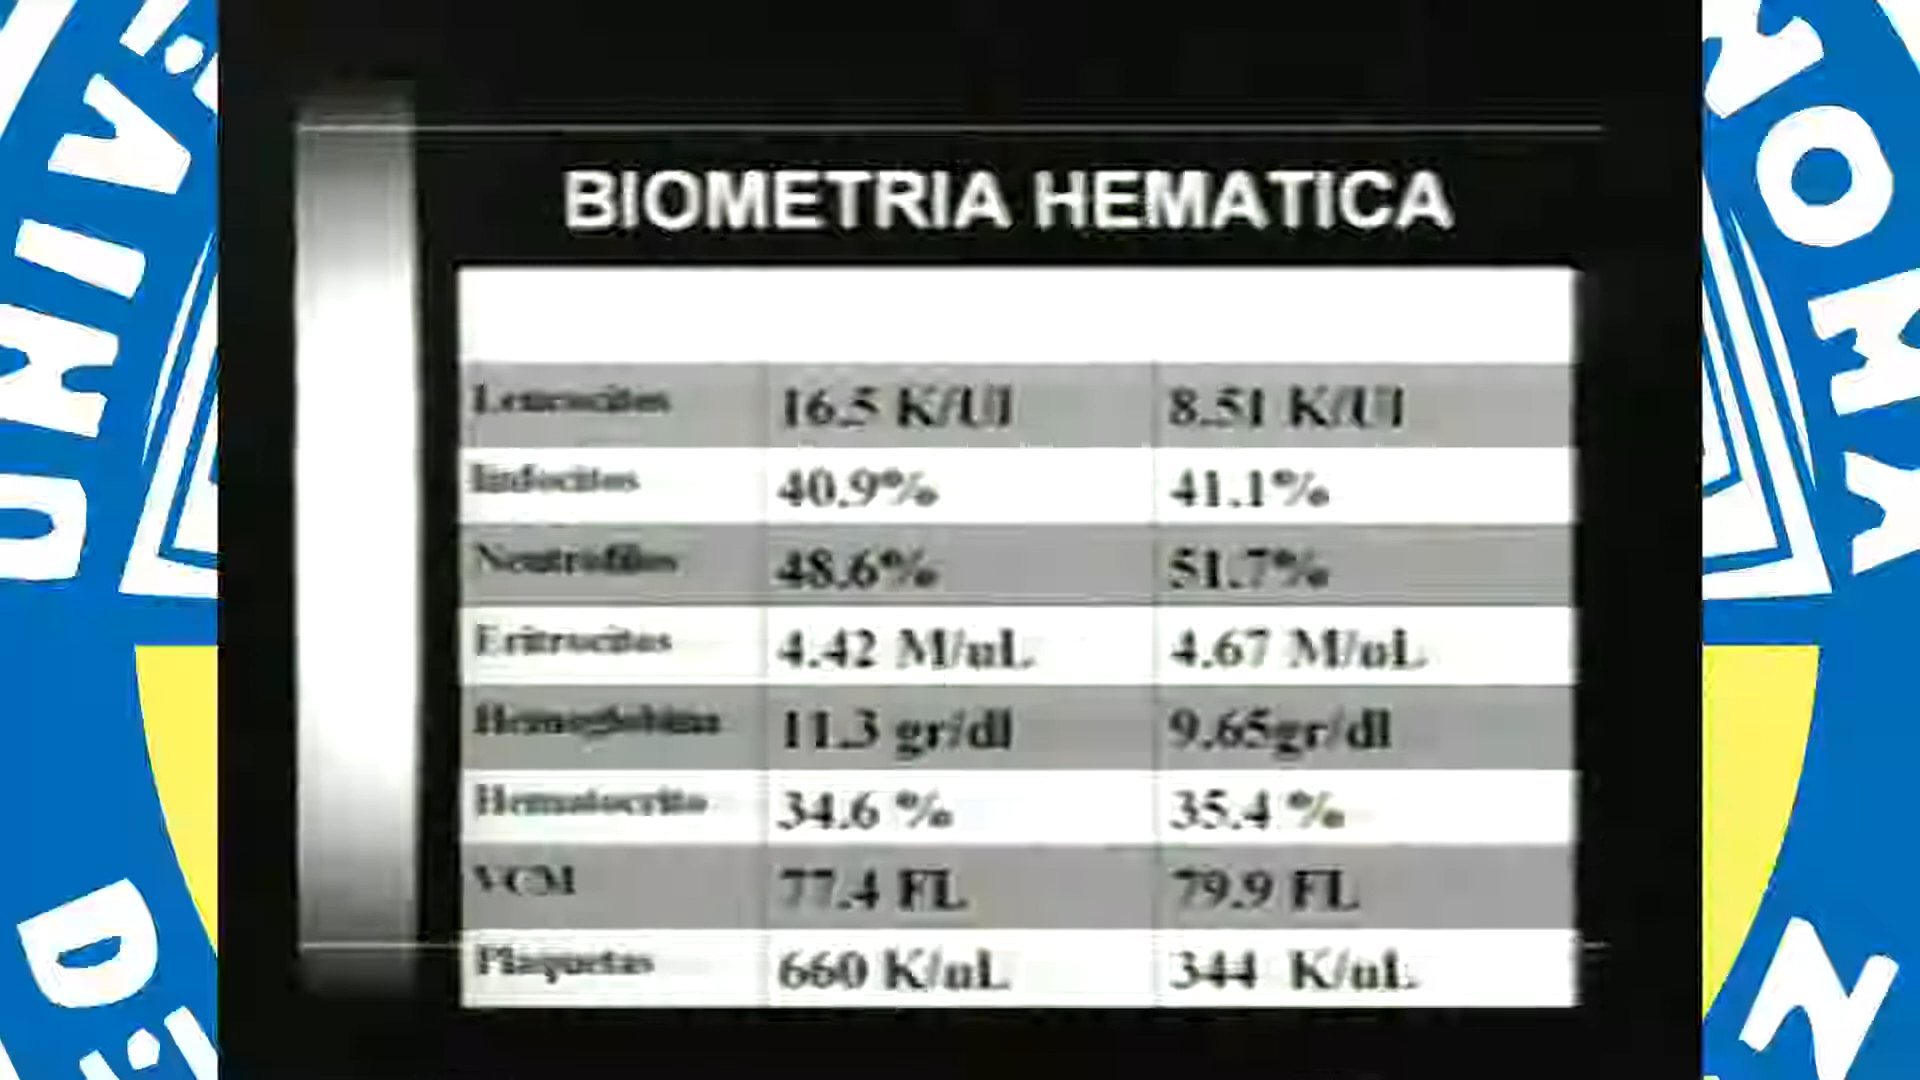 BIOMETRIA HEMATICA
Leucocitos 16.5 K/Ul 8.51 K/Ul
linfocitos 40.9% 41.1%
Neutrofilos 48.6% 51.7%
Eritrocitos 4.42 M/uL 4.67 M/uL
Hemoglobina 11.3 gr/dl 9.65gr/dl
Hematocrito 34.6 % 35.4 %
VCM 77.4 FL 79.9 FL
Plaquetas 660 K/uL 344 K/uL